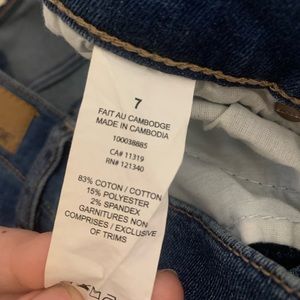 7
FAIT AU CAMBODGE
MADE IN CAMBODIA
100038885
CA# 11319
RN# 121340
83% COTON / COTTON
15% POLYESTER
2% SPANDEX
GARNITURES NON
COMPRISES / EXCLUSIVE
OF TRIMS